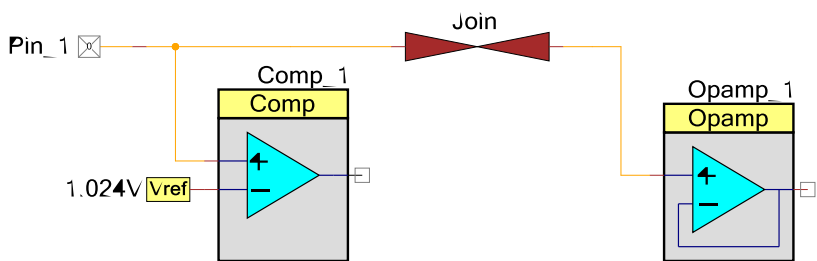 Join
Pin_1
Comp_1
Comp
Opamp_1
Opamp
1.024V Vref